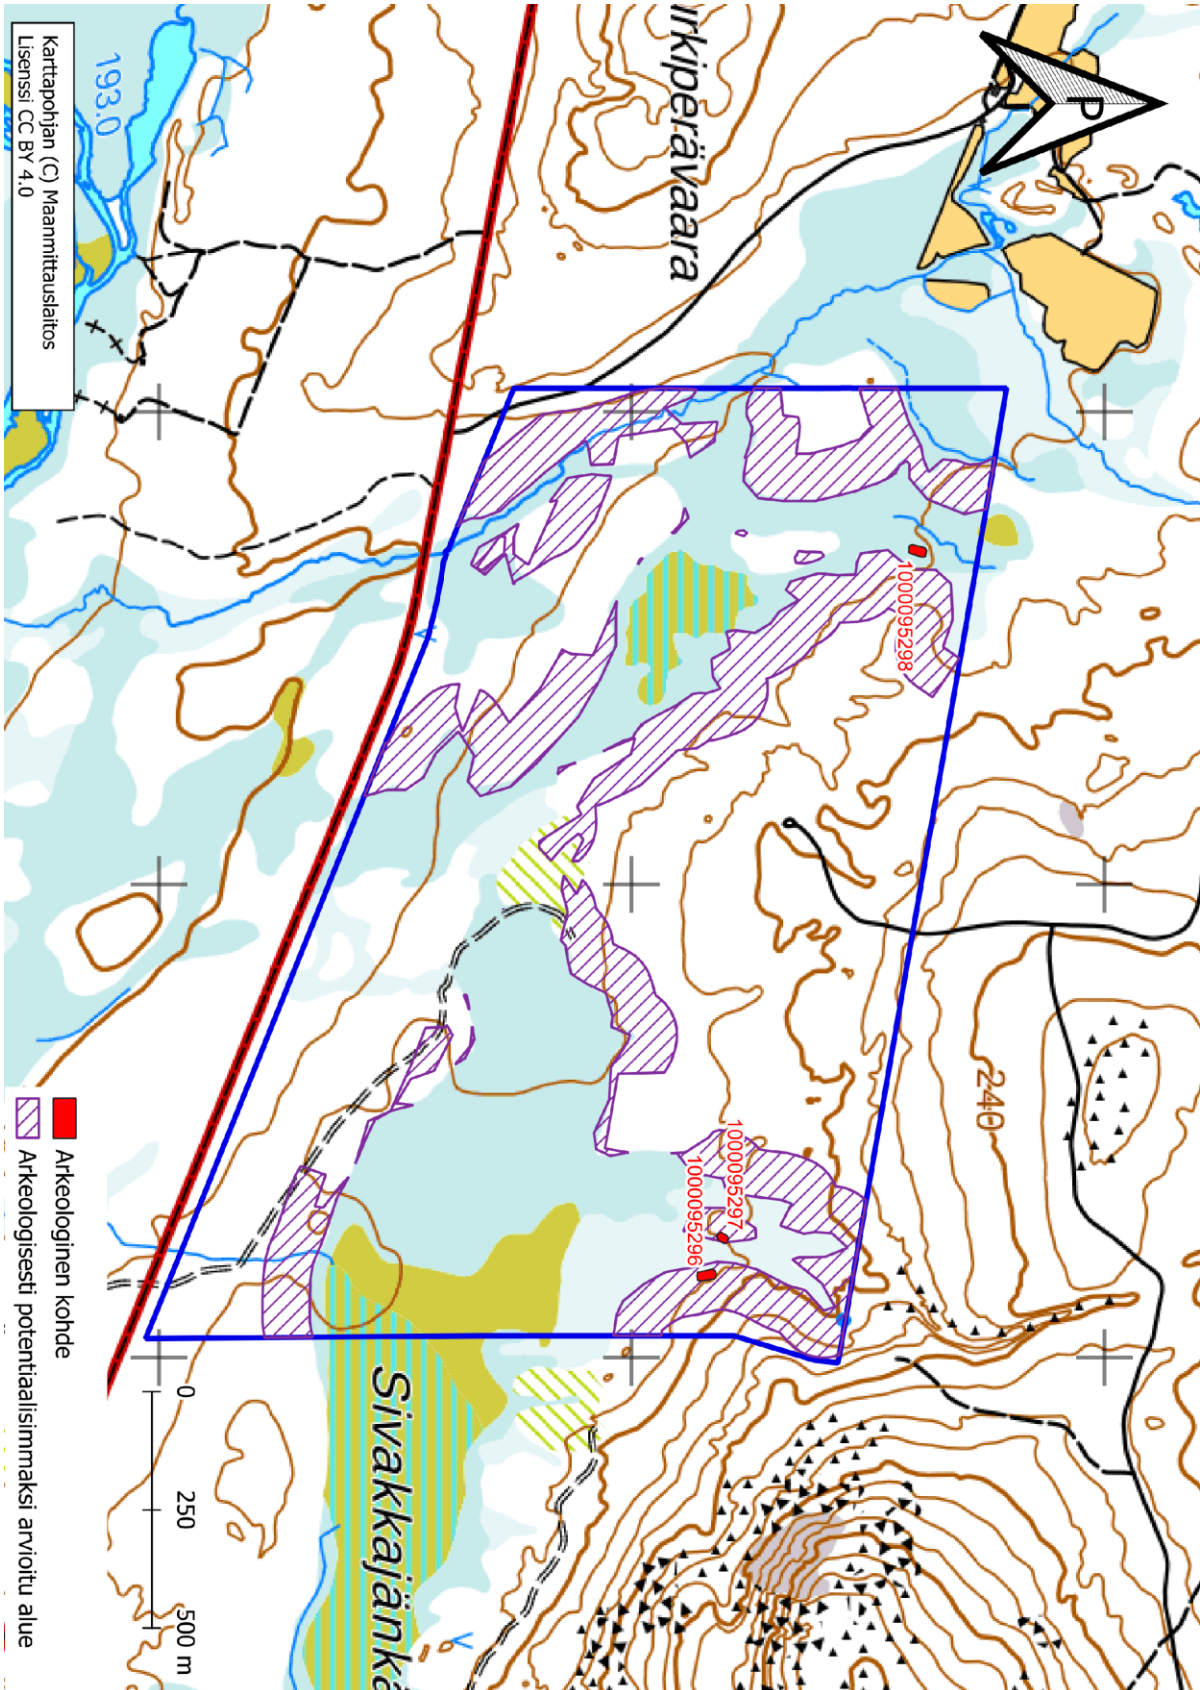 irkiperävaara
P
193.0
Karttapohjan (C) Maanmittauslaitos
Lisenssi CC BY 4.0
1000095298
240
1000095297
1000095296
Sivakkajänkä
Arkeologinen kohde
Arkeologisesti potentiaalisimmaksi arvioitu alue
0 250 500 m